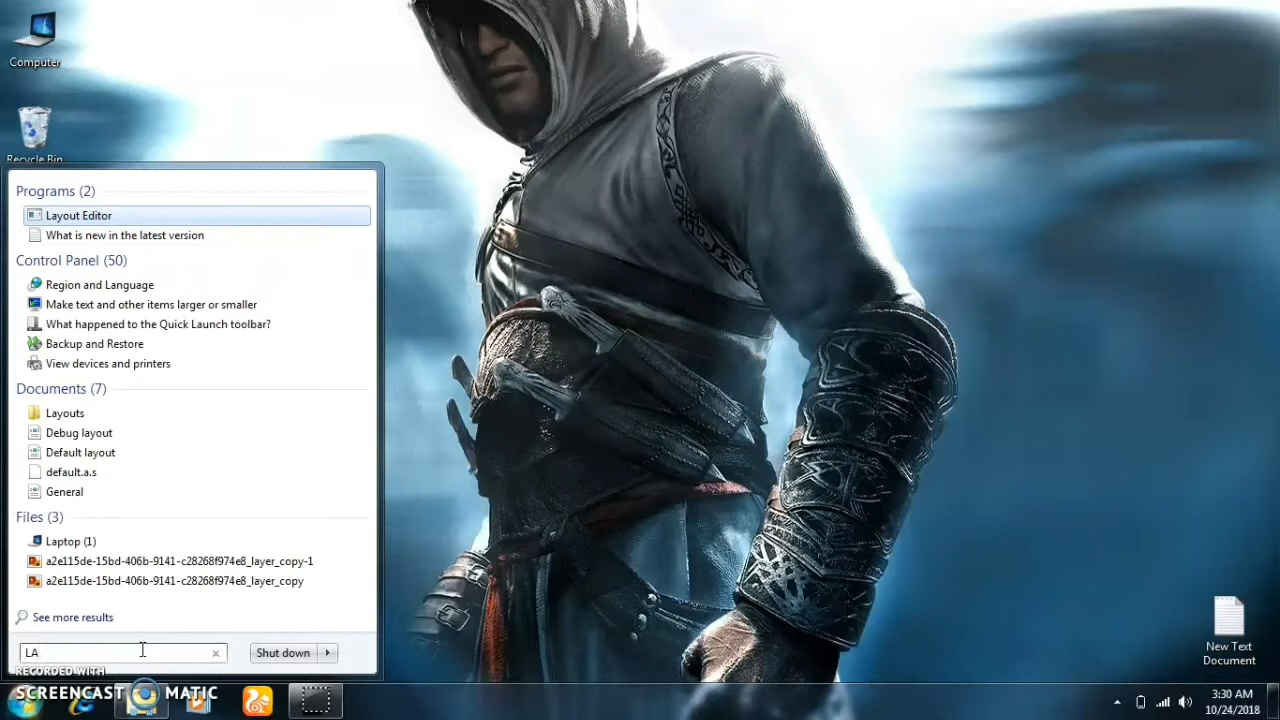 Computer
Recycle Bin
Programs (2)
Layout Editor
What is new in the latest version
Control Panel (50)
Region and Language
Make text and other items larger or smaller
What happened to the Quick Launch toolbar?
Backup and Restore
View devices and printers
Documents (7)
Layouts
Debug layout
Default layout
default.a.s
General
Files (3)
Laptop (1)
a2e115de-15bd-406b-9141-c28268f974e8_layer_copy-1
a2e115de-15bd-406b-9141-c28268f974e8_layer_copy
See more results
LA
Shut down
New Text
Document
RECORDED WITH
SCREENCAST MATIC
3:30 AM
10/24/2018